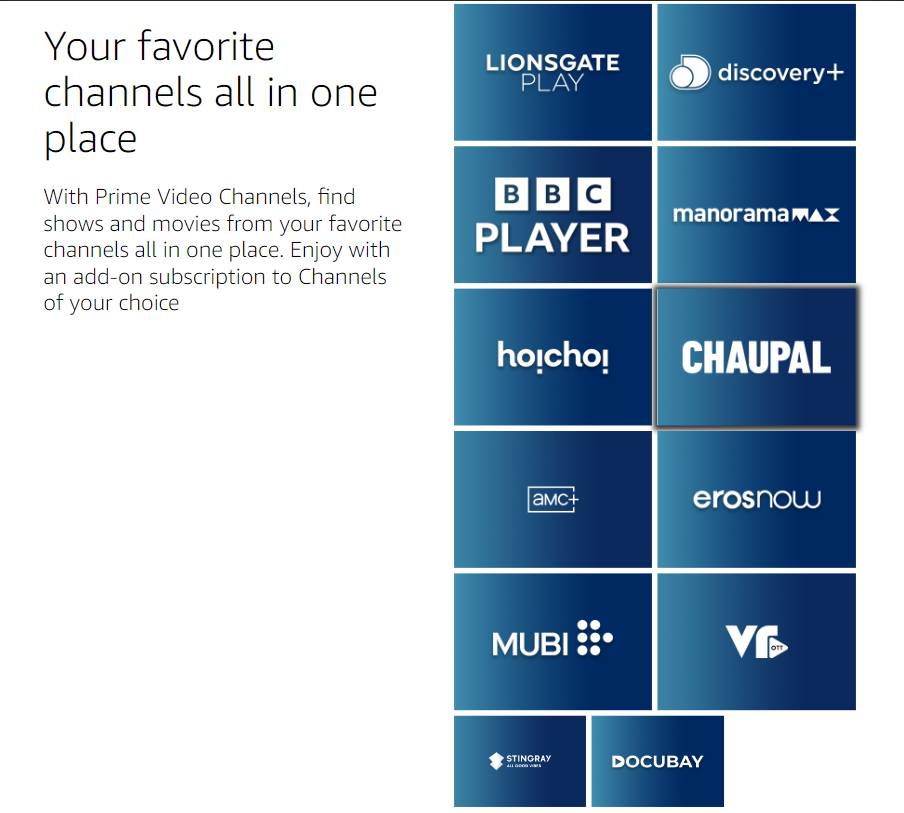 Your favorite
channels all in one
place
With Prime Video Channels, find
shows and movies from your favorite
channels all in one place. Enjoy with
an add-on subscription to Channels
of your choice
LIONSGATE
PLAY
discovery+
BBC
PLAYER
manoramaMAX
hoichoi
CHAUPAL
aMC+
erosnow
MUBI
VR
OTT
STINGRAY
ALL GOOD VIBES
DOCUBAY